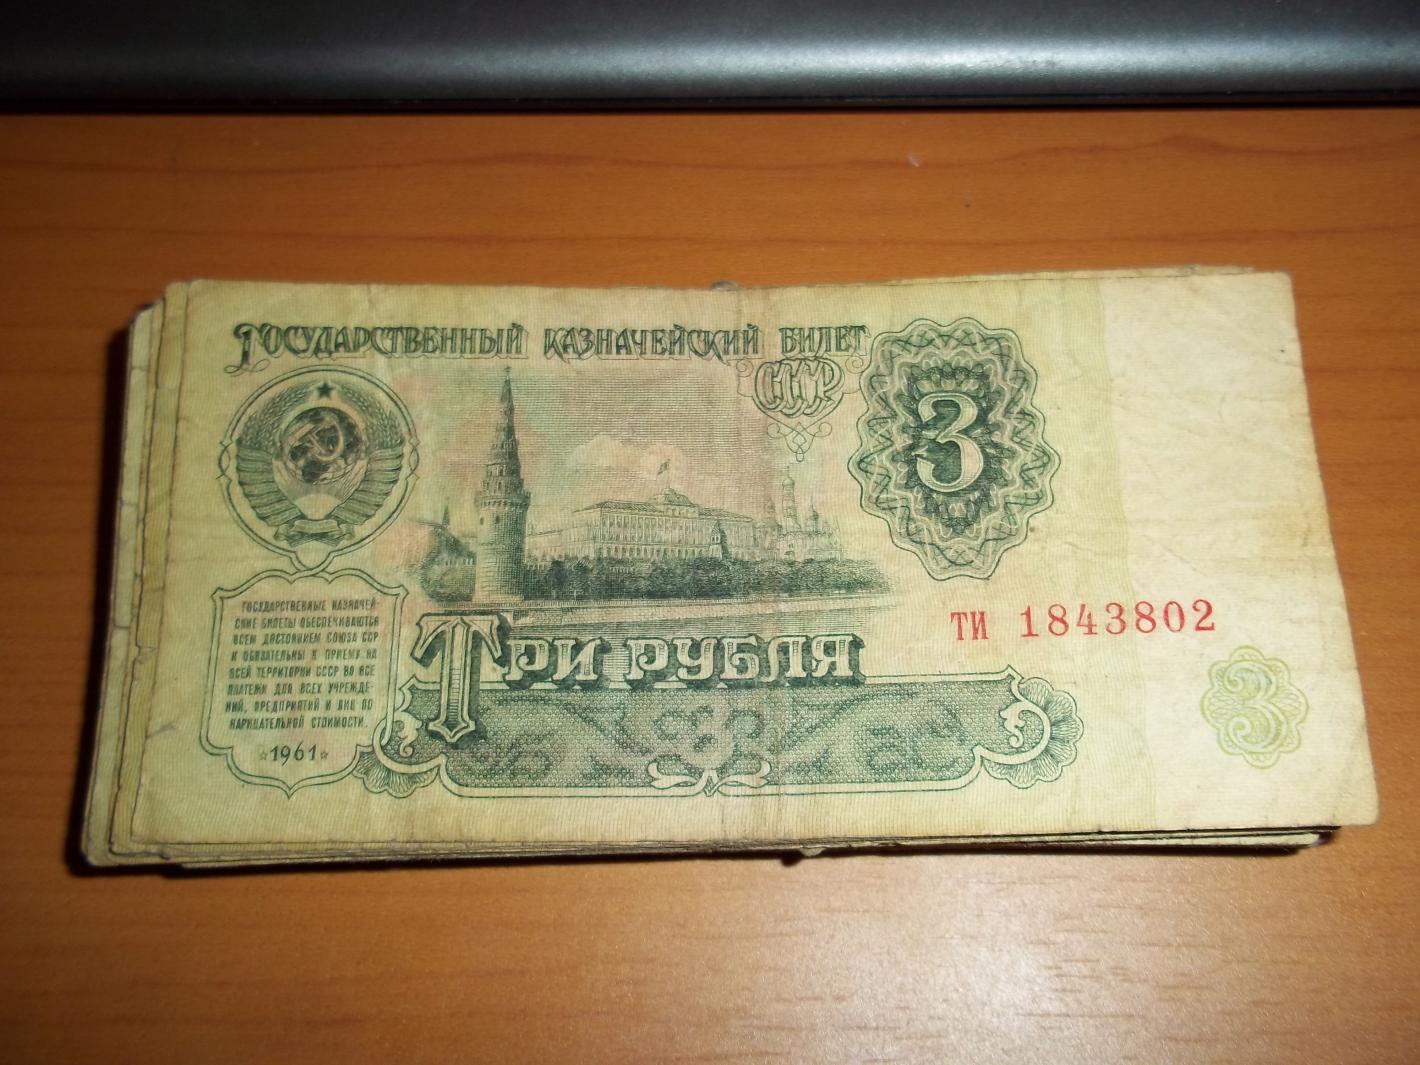 Государственный казначейский билет
СССР
3
Государственные казначей-
ские билеты обеспечиваются
всем достоянием Союза ССР
и обязательны к приему на
всей территории СССР во все
платежи для всех учрежде-
ний, предприятий и лиц по
нарицательной стоимости.
1961
Три рубля
ТИ 1843802
3